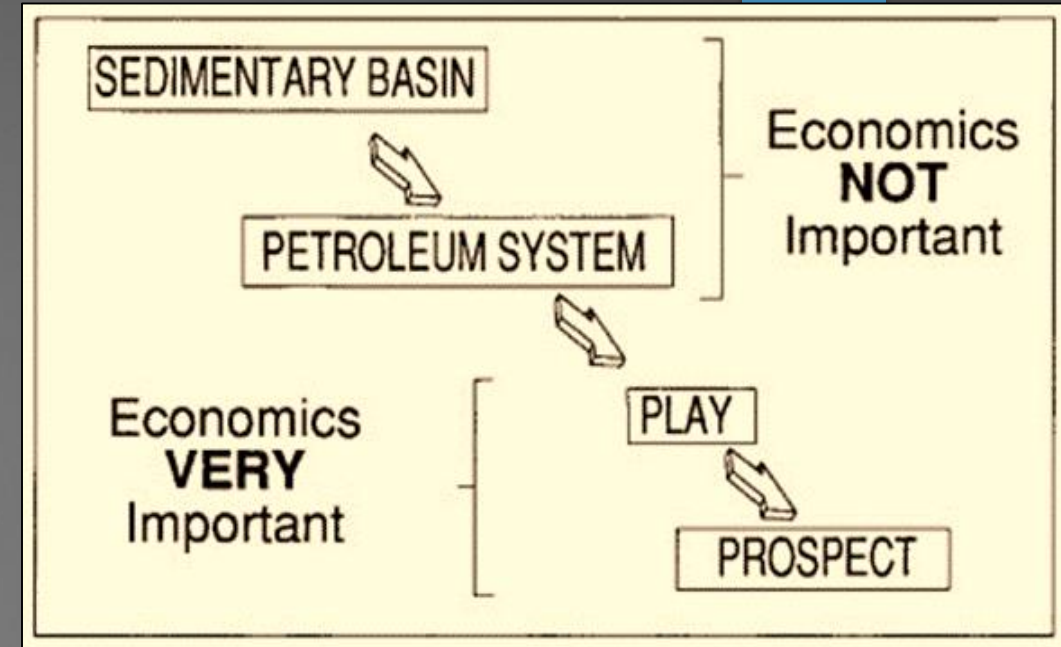 SEDIMENTARY BASIN
Economics
NOT
Important
PETROLEUM SYSTEM
Economics
VERY
Important
PLAY
PROSPECT